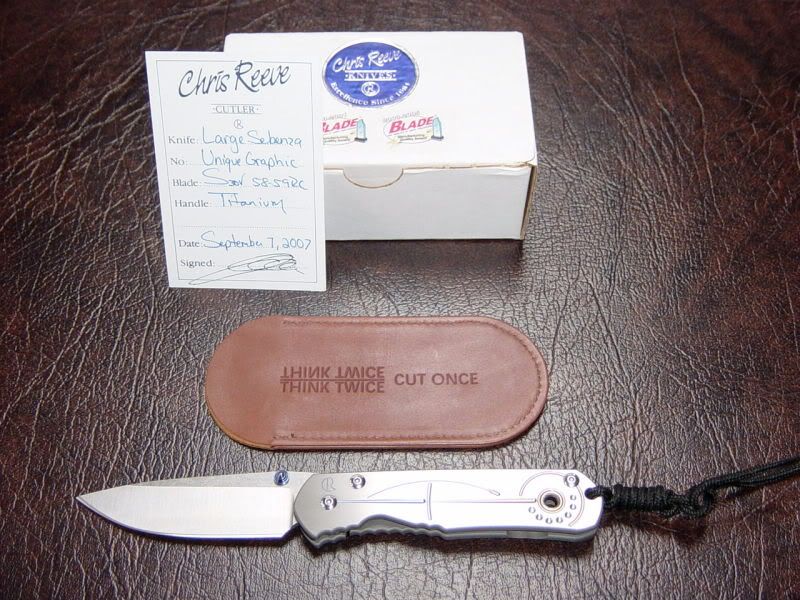 Chris Reeve
·CUTLER·
Knife: Large Sebenza
No: Unique Graphic
Blade: S30V 58-59RC
Handle: Titanium
Date: September 7, 2007
Signed:
Chris Reeve
·KNIVES·
Excellence Since 1984
BLADE
BLADE
THINK TWICE
THINK TWICE CUT ONCE